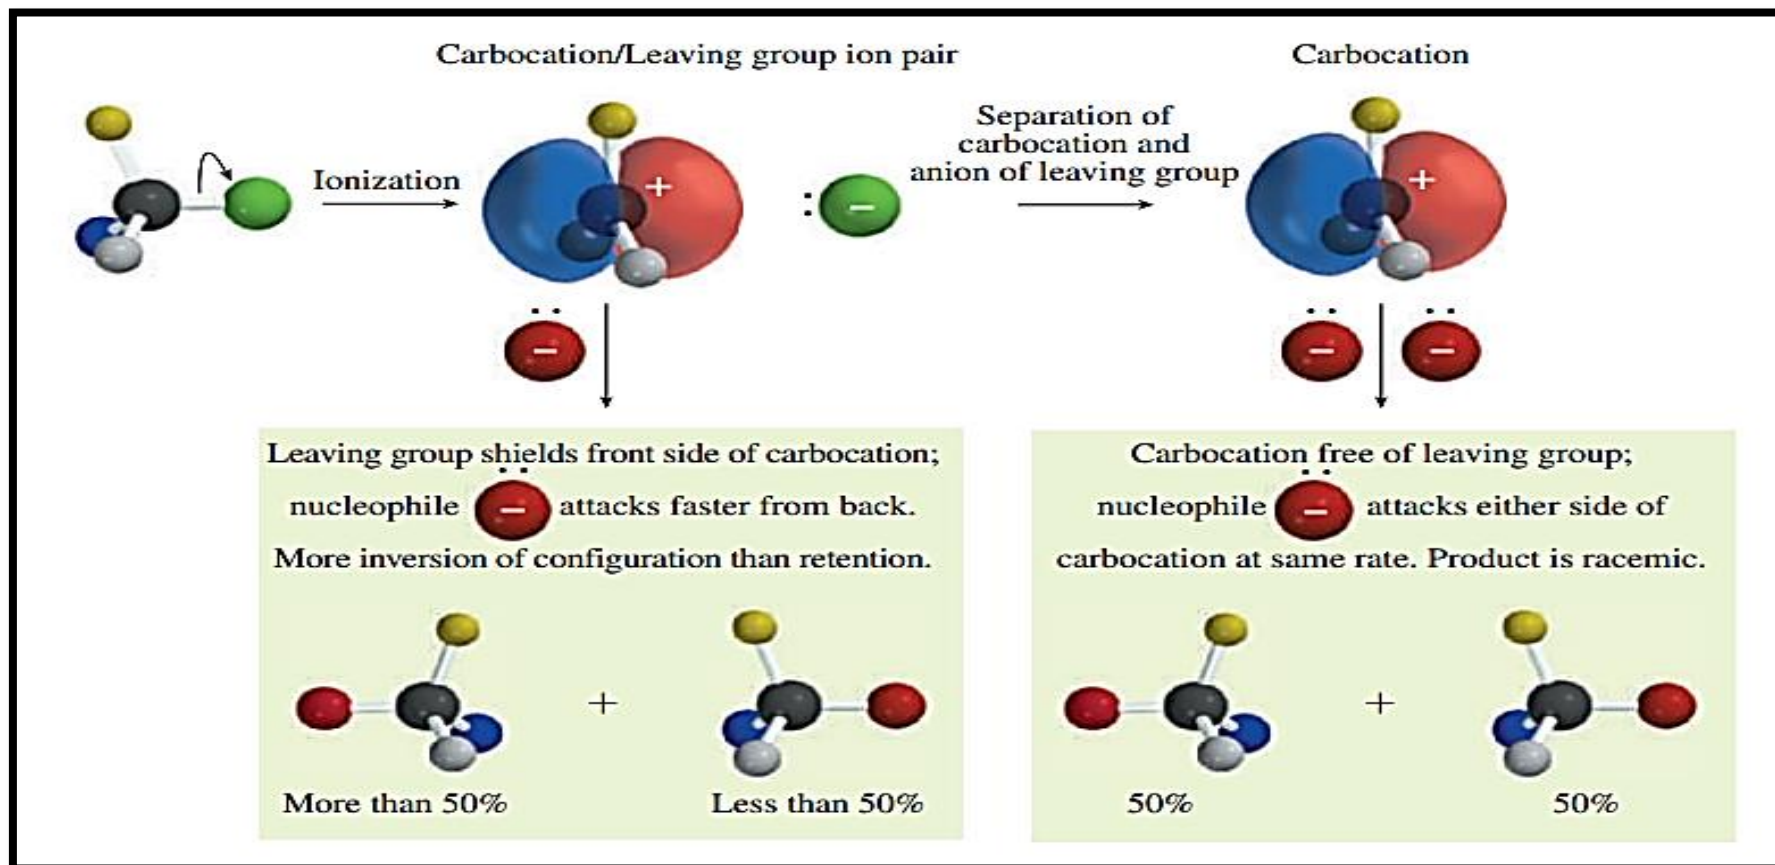 Carbocation/Leaving group ion pair
Carbocation
Ionization
+
:
−
Separation of
carbocation and
anion of leaving group
+
−
−
−
Leaving group shields front side of carbocation;
nucleophile − attacks faster from back.
More inversion of configuration than retention.
+
More than 50%
Less than 50%
Carbocation free of leaving group;
nucleophile − attacks either side of
carbocation at same rate. Product is racemic.
+
50%
50%